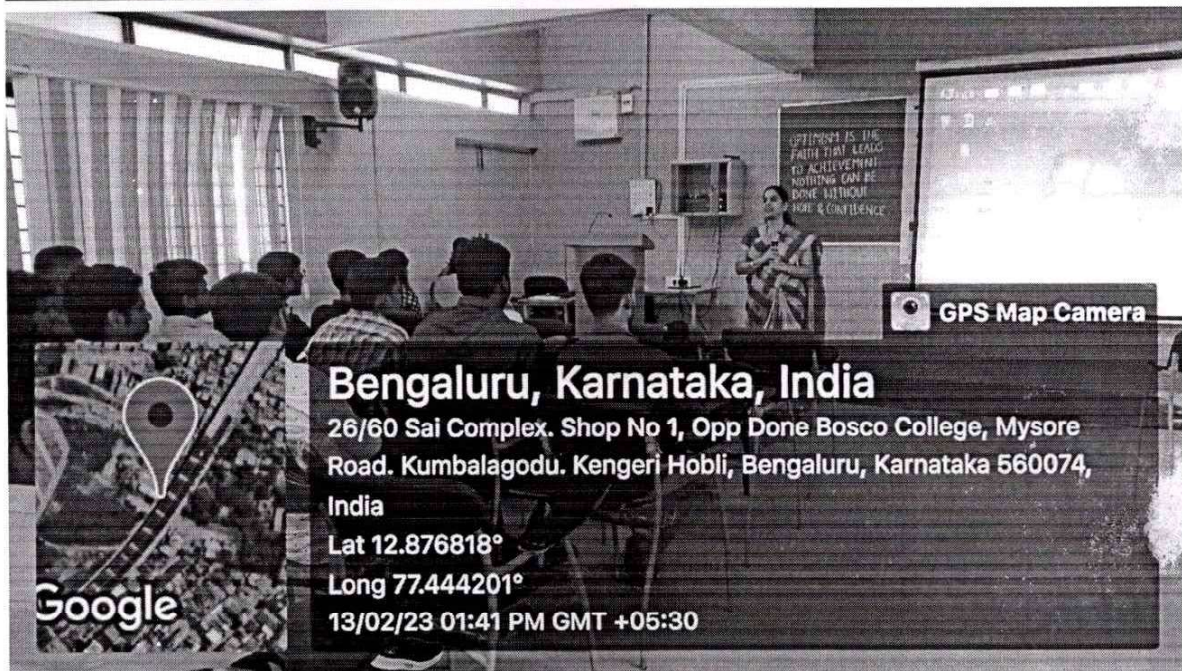 OPTIMISM IS THE
FAITH THAT LEADS
TO ACHIEVEMENT
NOTHING CAN BE
DONE WITHOUT
HOPE & CONFIDENCE
GPS Map Camera
Bengaluru, Karnataka, India
26/60 Sai Complex. Shop No 1, Opp Done Bosco College, Mysore
Road. Kumbalagodu. Kengeri Hobli, Bengaluru, Karnataka 560074,
India
Lat 12.876818°
Long 77.444201°
13/02/23 01:41 PM GMT +05:30
Google